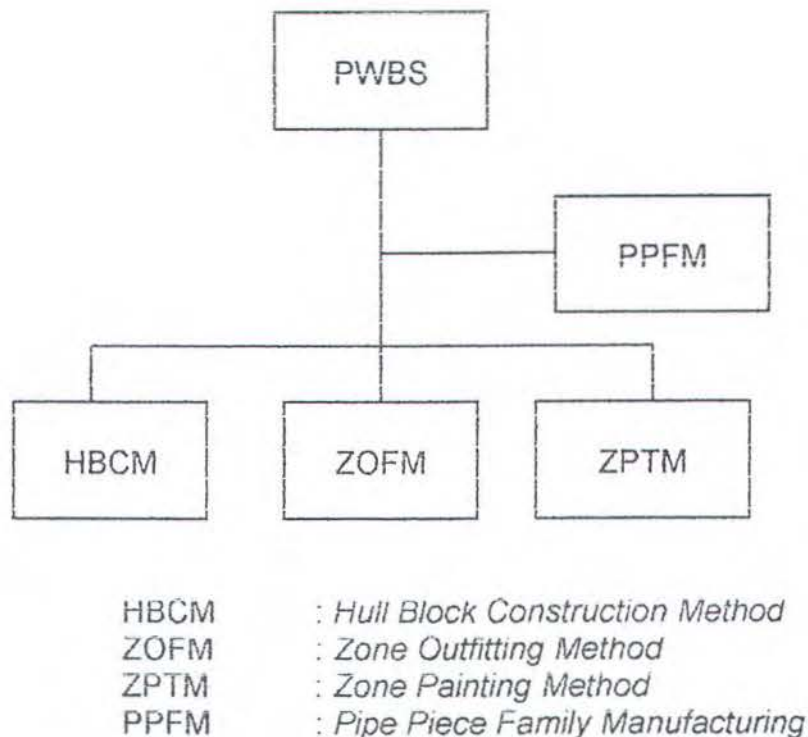 PWBS
PPFM
HBCM ZOFM ZPTM
HBCM : Hull Block Construction Method
ZOFM : Zone Outfitting Method
ZPTM : Zone Painting Method
PPFM : Pipe Piece Family Manufacturing